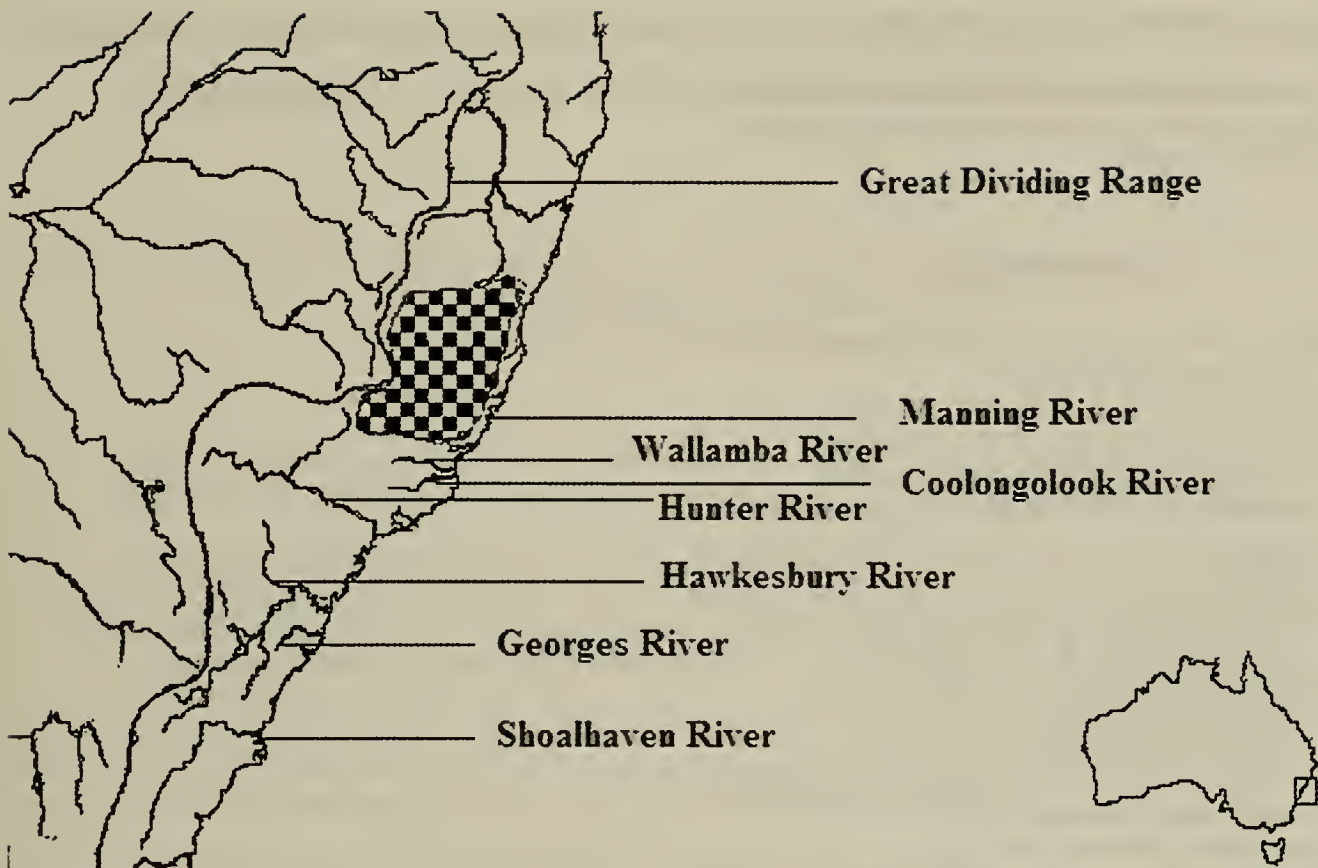 Great Dividing Range
Manning River
Wallamba River
Coolongolook River
Hunter River
Hawkesbury River
Georges River
Shoalhaven River